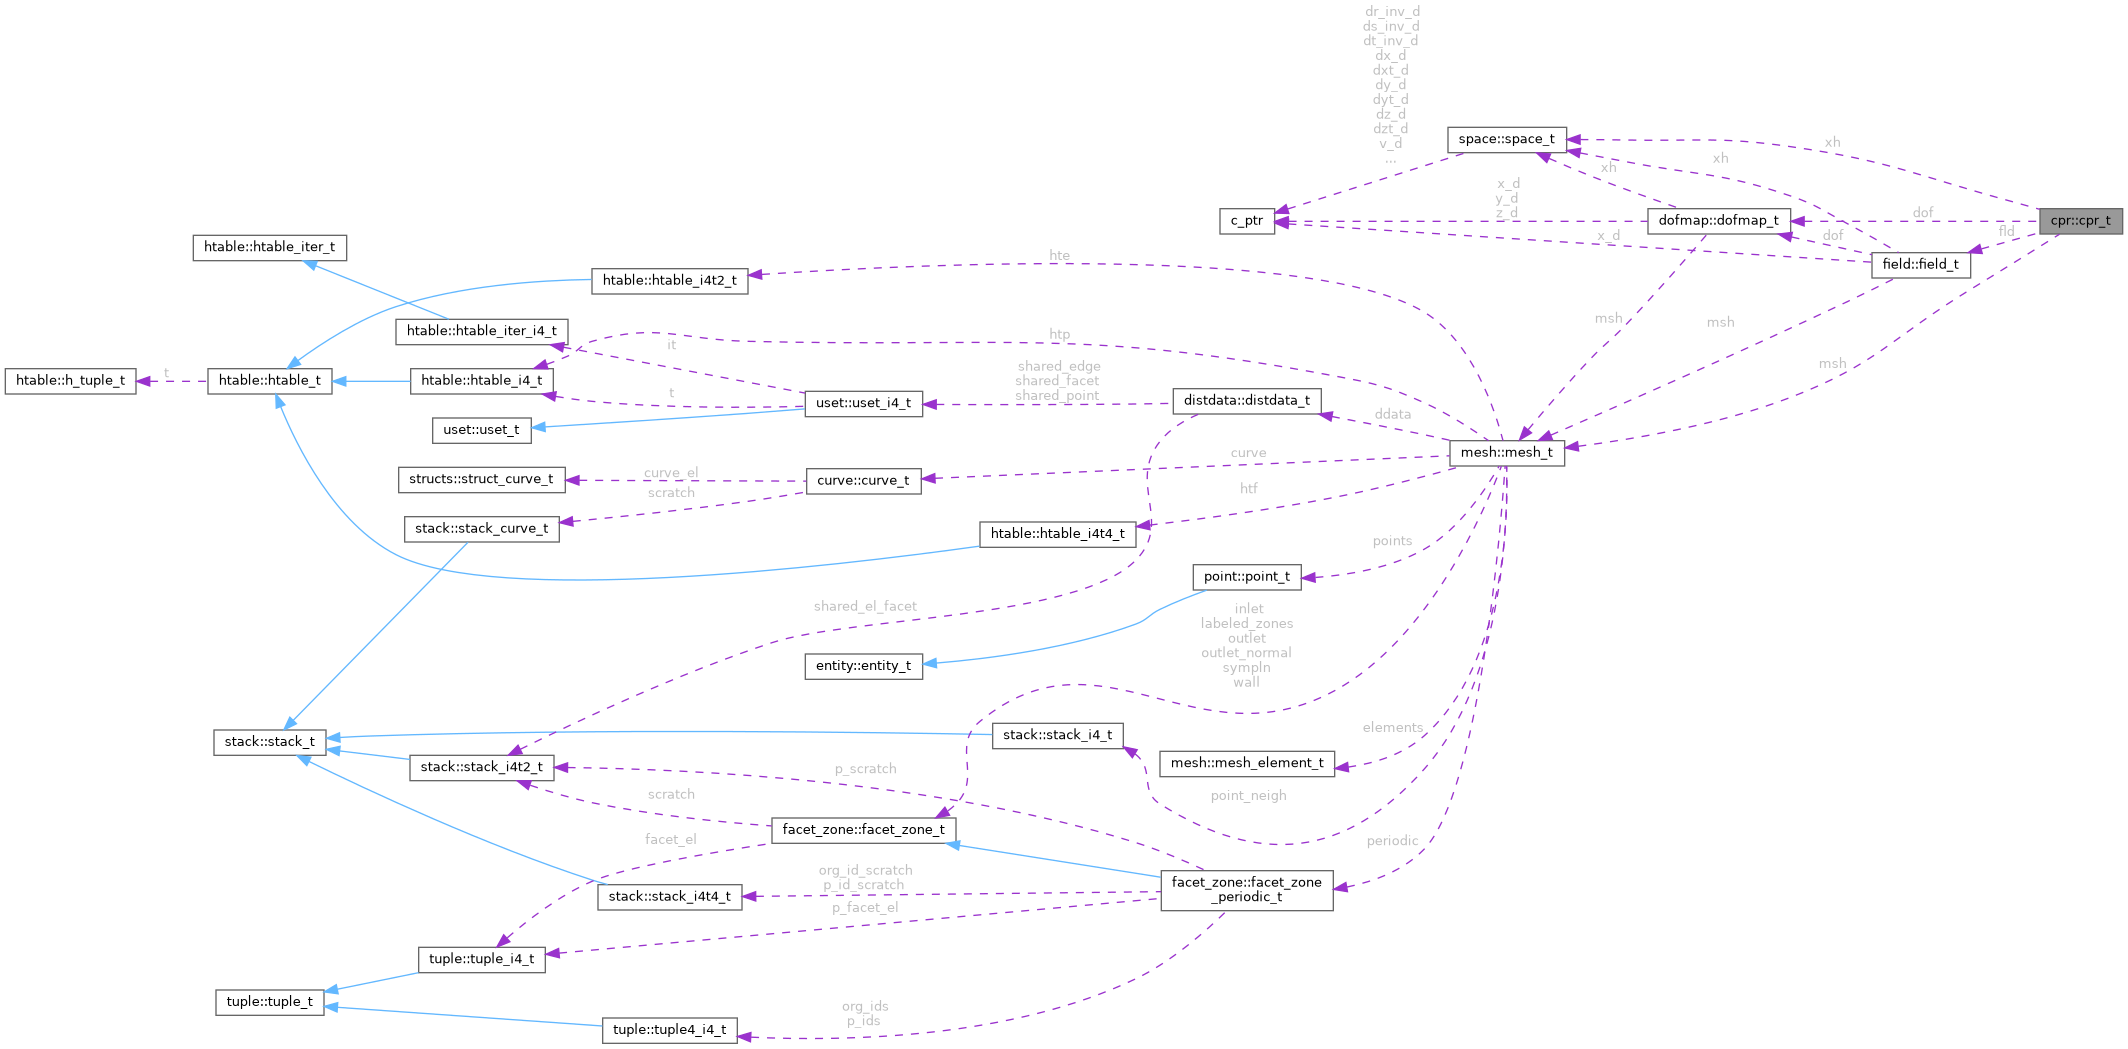 dr_inv_d
ds_inv_d
dt_inv_d
dx_d
dxt_d
dy_d
dyt_d
dz_d
dzt_d
v_d
...
space::space_t
xh
xh
xh
x_d
y_d
z_d
c_ptr
dofmap::dofmap_t
dof
cpr::cpr_t
x_d
dof
fld
field::field_t
htable::htable_iter_t
hte
htable::htable_i4t2_t
msh
msh
msh
htable::htable_iter_i4_t
it
htp
htable::h_tuple_t
t
htable::htable_t
htable::htable_i4_t
t
shared_edge
shared_facet
shared_point
uset::uset_i4_t
distdata::distdata_t
ddata
uset::uset_t
mesh::mesh_t
curve
structs::struct_curve_t
curve_el
scratch
curve::curve_t
htf
stack::stack_curve_t
htable::htable_i4t4_t
points
point::point_t
shared_el_facet
inlet
labeled_zones
outlet
outlet_normal
sympln
wall
entity::entity_t
elements
stack::stack_t
stack::stack_i4_t
stack::stack_i4t2_t
p_scratch
mesh::mesh_element_t
scratch
point_neigh
facet_zone::facet_zone_t
facet_el
periodic
org_id_scratch
p_id_scratch
facet_zone::facet_zone
_periodic_t
stack::stack_i4t4_t
p_facet_el
tuple::tuple_i4_t
tuple::tuple_t
org_ids
p_ids
tuple::tuple4_i4_t